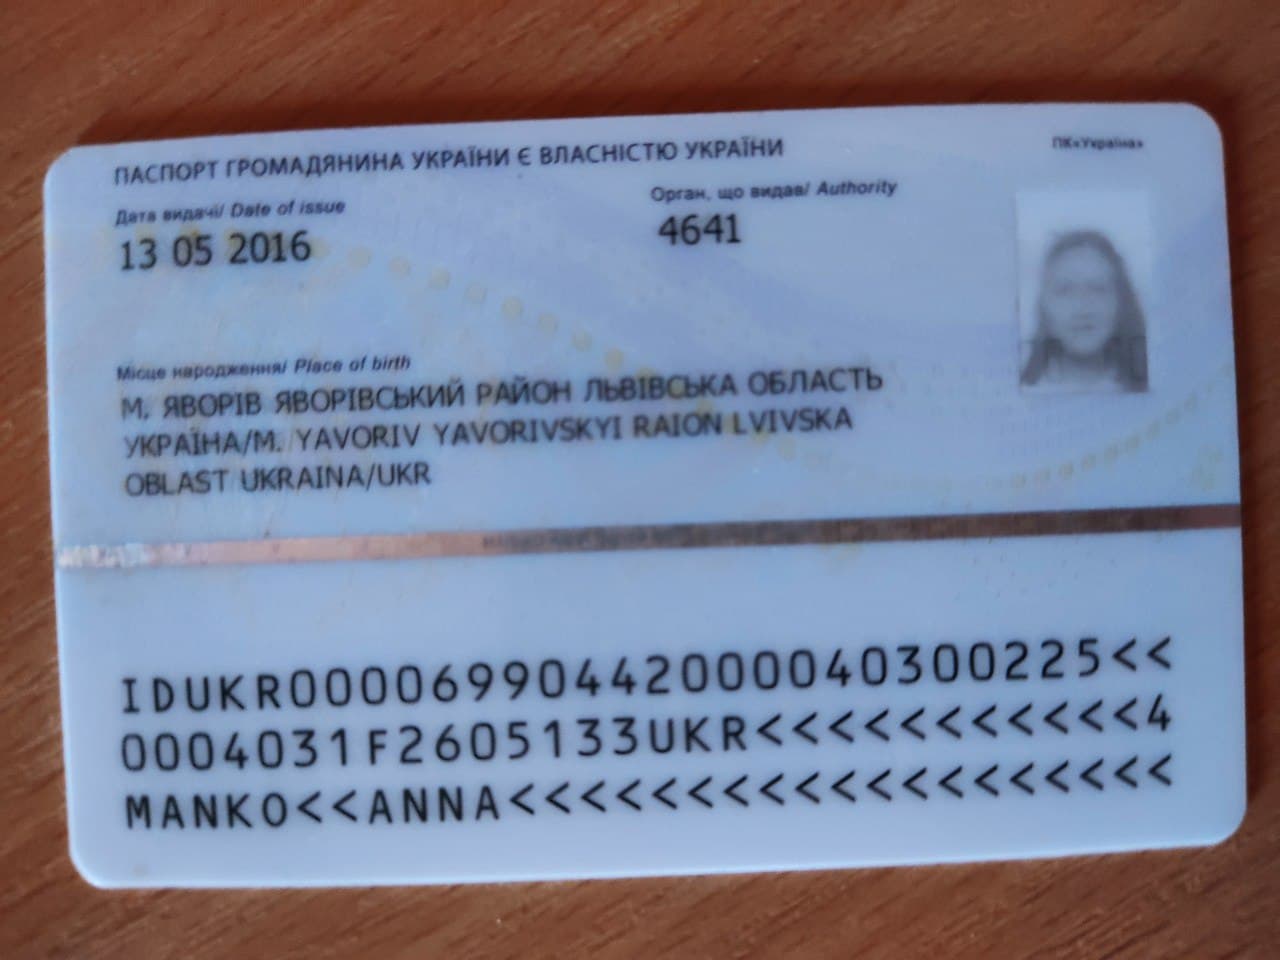 ПАСПОРТ ГРОМАДЯНИНА УКРАЇНИ Є ВЛАСНІСТЮ УКРАЇНИ
ПК«Україна»
Дата видачі/ Date of issue
13 05 2016
Орган, що видав/ Authority
4641
Місце народження/ Place of birth
М. ЯВОРІВ ЯВОРІВСЬКИЙ РАЙОН ЛЬВІВСЬКА ОБЛАСТЬ
УКРАЇНА/M. YAVORIV YAVORIVSKYI RAION LVIVSKA
OBLAST UKRAINA/UKR
IDUKR00006990442000040300225<<
0004031F2605133UKR<<<<<<<<<<<4
MANKO<<ANNA<<<<<<<<<<<<<<<<<<<